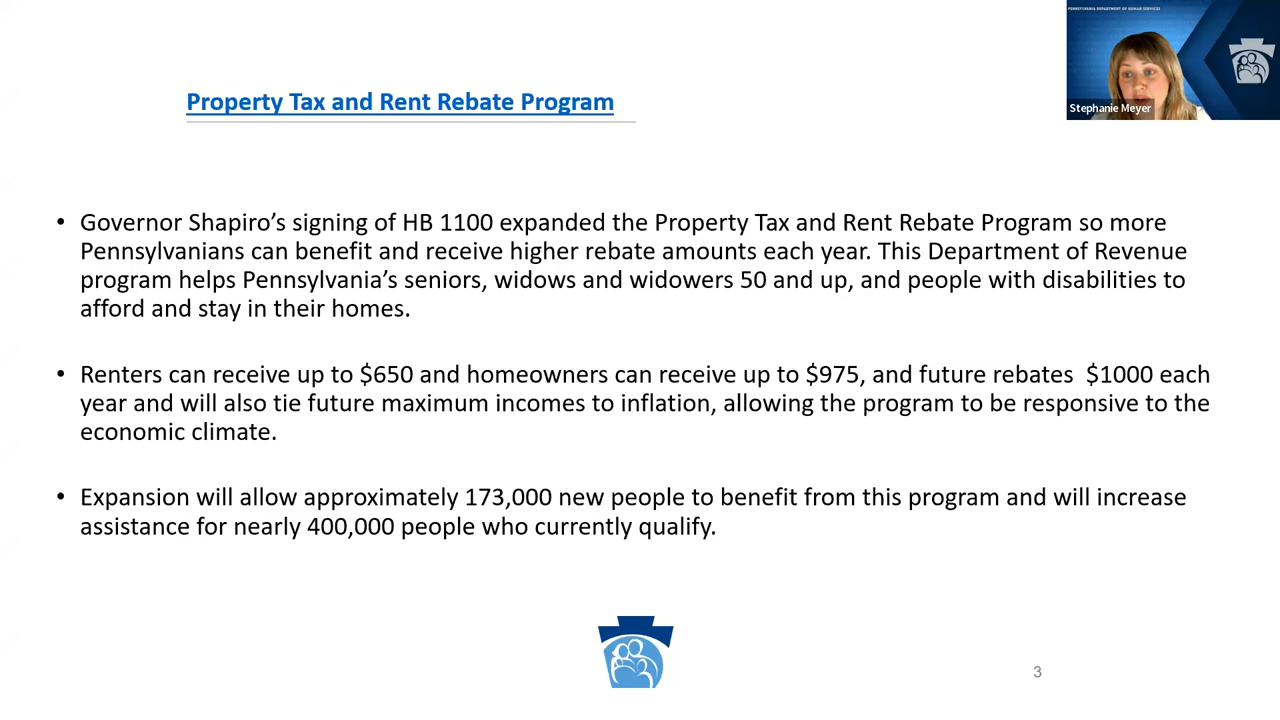 PENNSYLVANIA DEPARTMENT OF HUMAN SERVICES
Stephanie Meyer
Property Tax and Rent Rebate Program
• Governor Shapiro’s signing of HB 1100 expanded the Property Tax and Rent Rebate Program so more
Pennsylvanians can benefit and receive higher rebate amounts each year. This Department of Revenue
program helps Pennsylvania’s seniors, widows and widowers 50 and up, and people with disabilities to
afford and stay in their homes.
• Renters can receive up to $650 and homeowners can receive up to $975, and future rebates  $1000 each
year and will also tie future maximum incomes to inflation, allowing the program to be responsive to the
economic climate.
• Expansion will allow approximately 173,000 new people to benefit from this program and will increase
assistance for nearly 400,000 people who currently qualify.
3